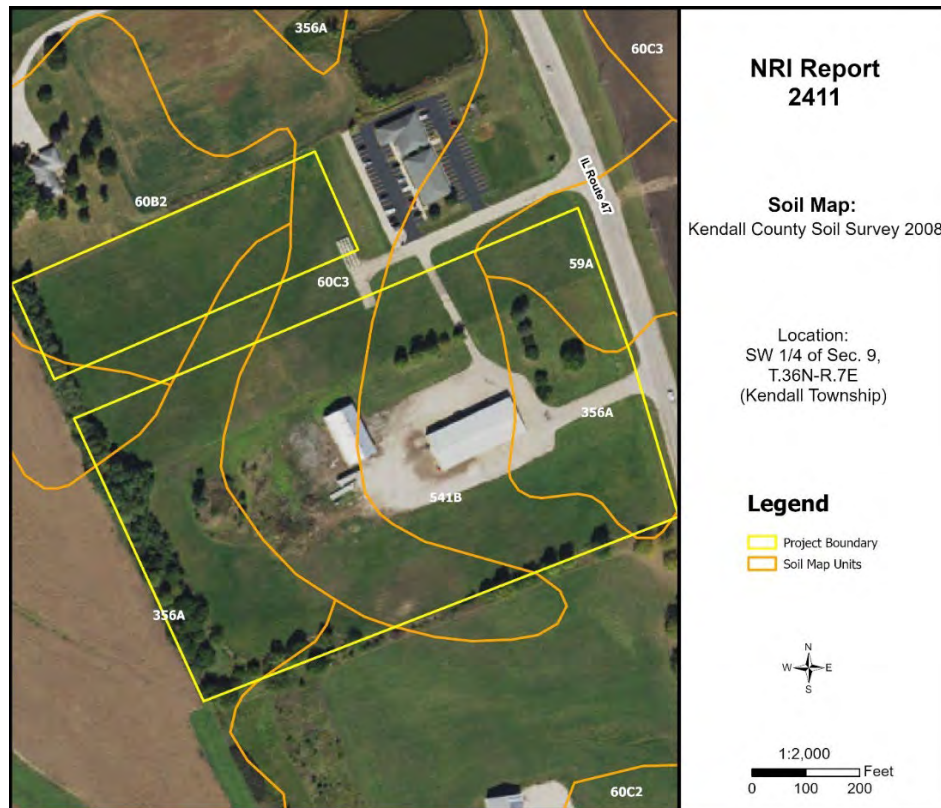 356A
60C3
NRI Report
2411
IL Route 47
60B2
Soil Map:
Kendall County Soil Survey 2008
59A
60C3
Location:
SW 1/4 of Sec. 9,
T.36N-R.7E
(Kendall Township)
356A
541B
Legend
Project Boundary
Soil Map Units
356A
N
W E
S
1:2,000
Feet
0 100 200
60C2